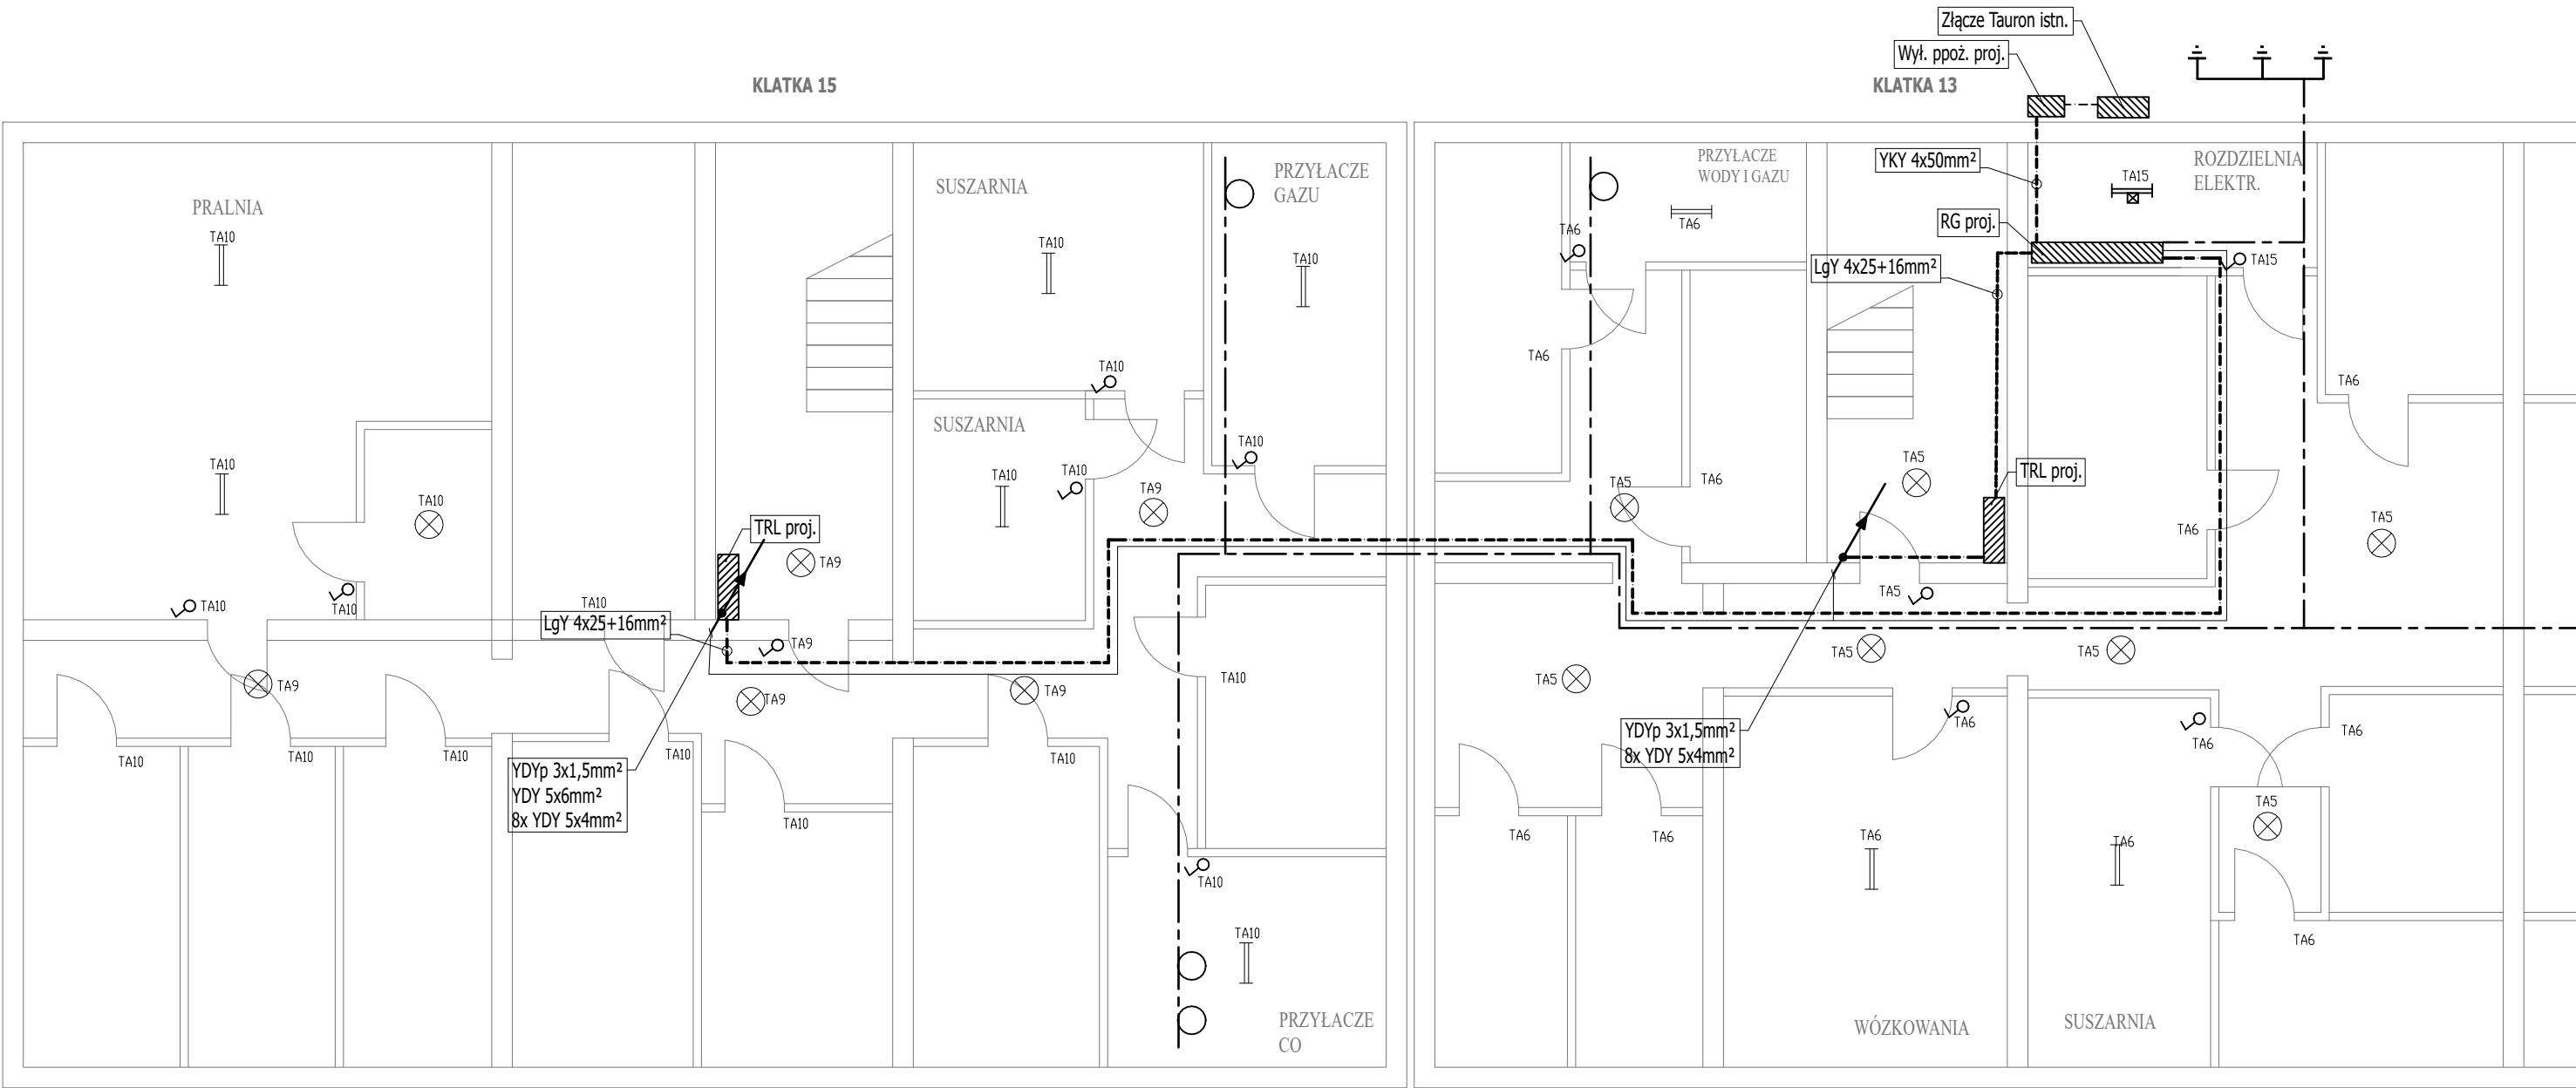 Złącze Tauron istn.
Wył. ppoż. proj.
KLATKA 15
KLATKA 13
PRZYŁACZE
WODY I GAZU
YKY 4x50mm²
ROZDZIELNIA
ELEKTR.
TA15
PRZYŁACZE
GAZU
SUSZARNIA
PRALNIA
TA10
TA10
TA10
TA6
TA6
RG proj.
LgY 4x25+16mm²
TA15
TA6
TA10
TA6
SUSZARNIA
TA10
TA10
TA10
TA10
TA10
TA9
TA5
TA6
TA5
TRL proj.
TA6
TA5
TRL proj.
TA9
TA10
TA10
TA10
LgY 4x25+16mm²
TA9
TA5
TA5
TA5
TA9
TA9
TA9
TA10
TA5
TA6
TA6
TA6
TA10
TA10
TA10
TA10
TA10
YDYp 3x1,5mm²
8x YDY 5x4mm²
YDYp 3x1,5mm²
YDY 5x6mm²
8x YDY 5x4mm²
TA10
TA5
TA6
TA6
TA6
TA6
TA10
TA10
TA6
PRZYŁACZE
CO
WÓZKOWANIA
SUSZARNIA